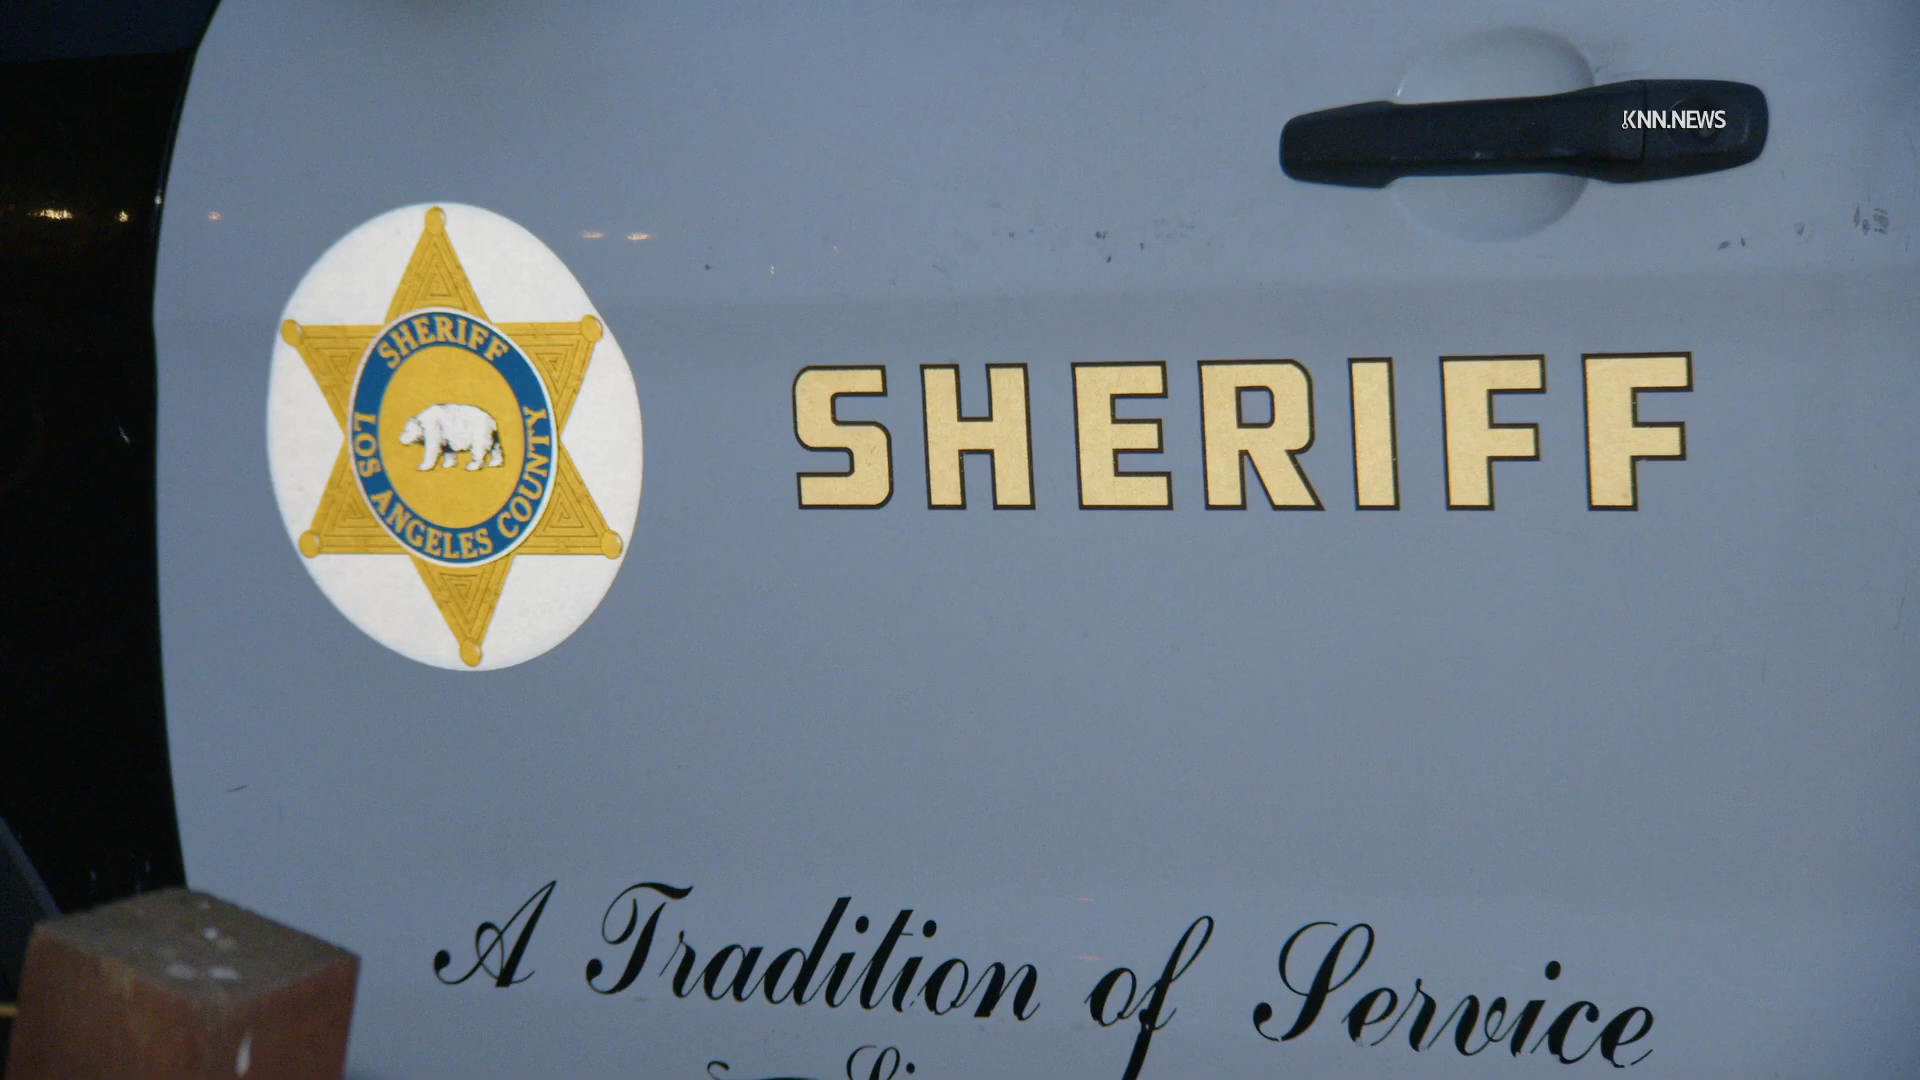 KNN.NEWS
SHERIFF
LOS ANGELES COUNTY
SHERIFF
A Tradition of Service